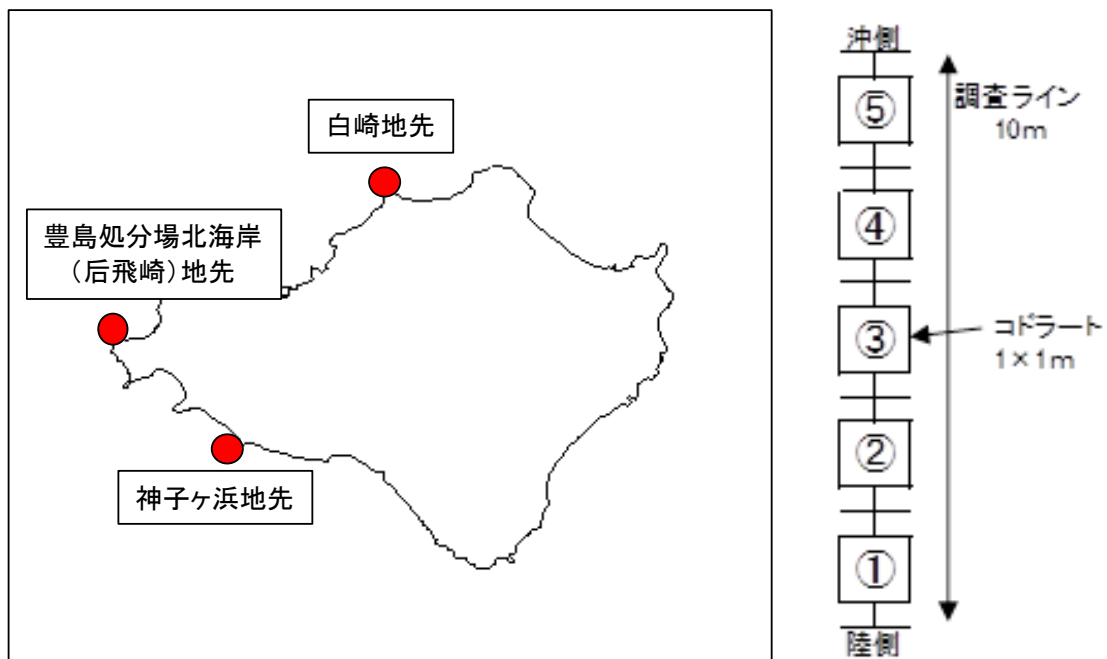 白崎地先
豊島処分場北海岸
（后飛崎）地先
神子ヶ浜地先
沖側
⑤
調査ライン
10m
④
③
コドラート
1×1m
②
①
陸側